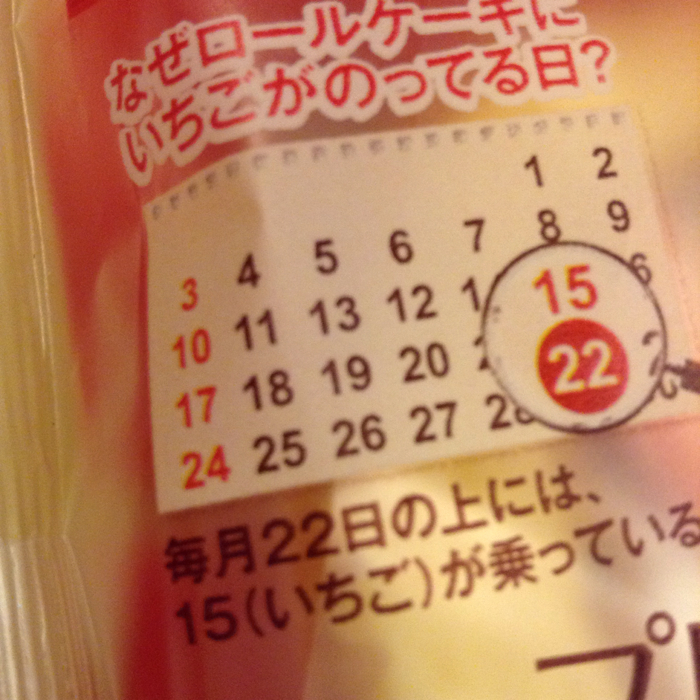 なぜロールケーキに
いちごがのってる日?
1 2
3 4 5 6 7 8 9
10 11 13 12 15
17 18 19 20 22
24 25 26 27 28
毎月22日の上には、
15(いちご)が乗っている
プ